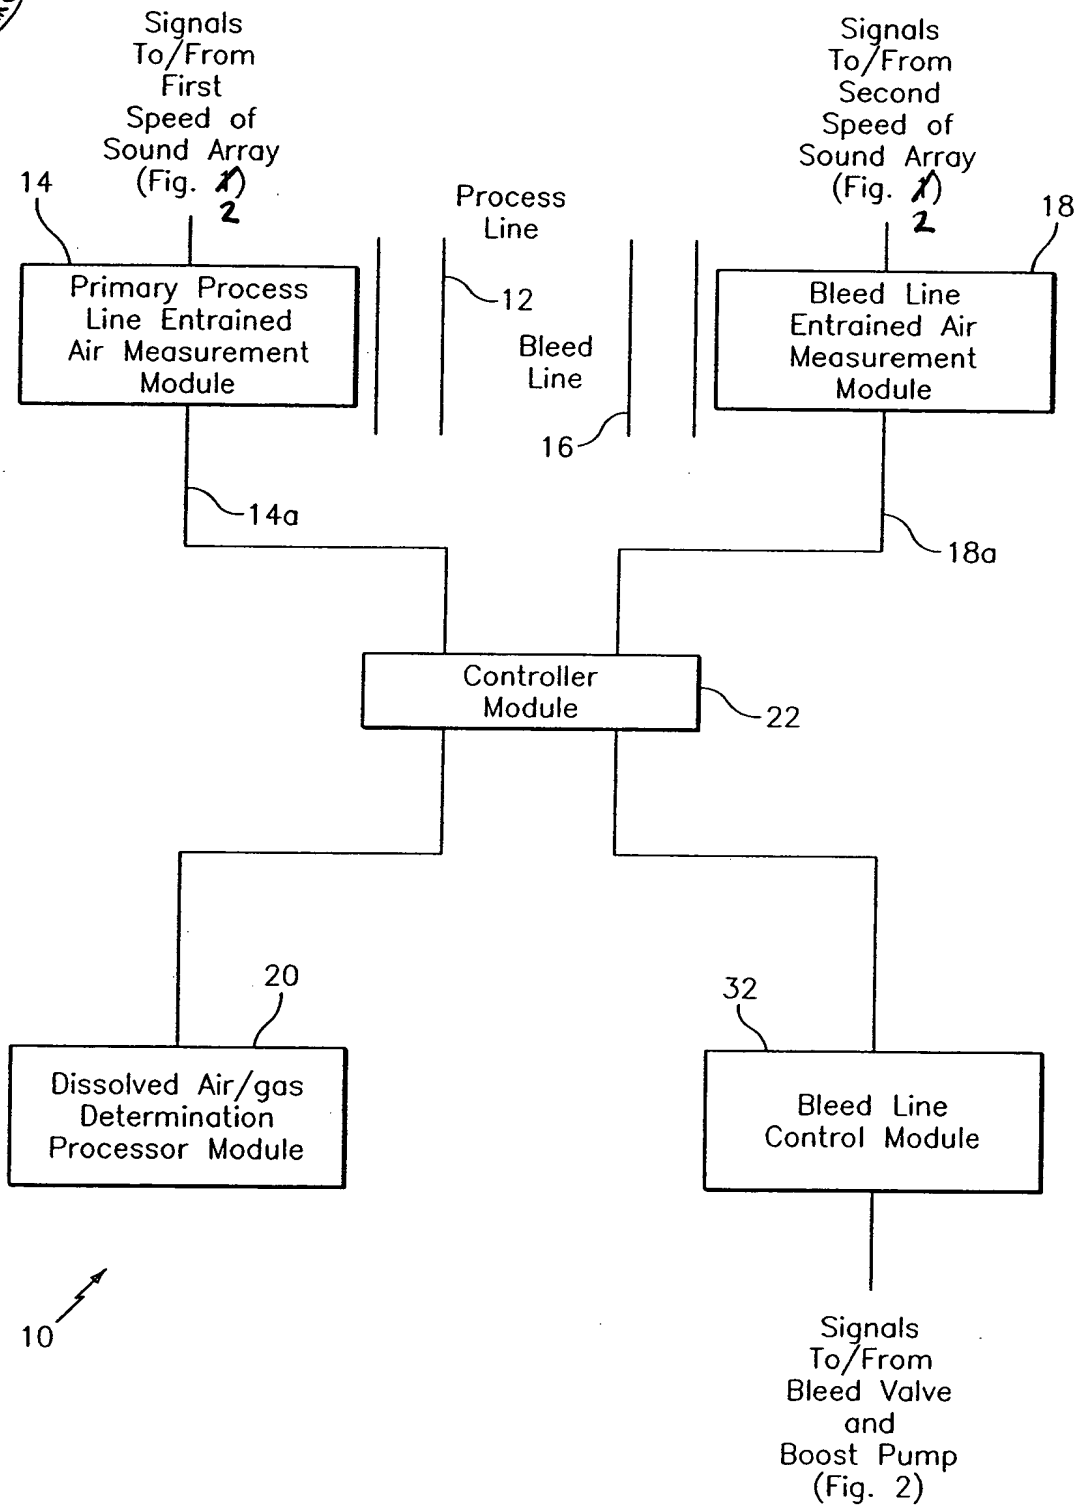 Signals
To/From
First
Speed of
Sound Array
(Fig. 1)
2
Signals
To/From
Second
Speed of
Sound Array
(Fig. 1)
2
14
Process
Line
18
Primary Process
Line Entrained
Air Measurement
Module
12
Bleed
Line
16
Bleed Line
Entrained Air
Measurement
Module
14a
18a
Controller
Module
22
20
32
Dissolved Air/gas
Determination
Processor Module
Bleed Line
Control Module
10
Signals
To/From
Bleed Valve
and
Boost Pump
(Fig. 2)